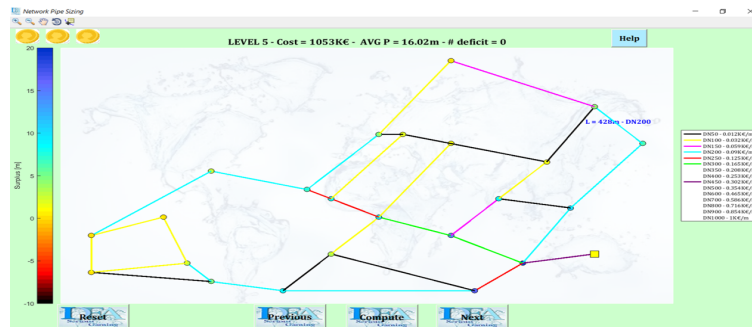 Network Pipe Sizing
LEVEL 5 - Cost = 1053K€ - AVG P = 16.02m - # deficit = 0
Help
20
15
10
5
0
-5
-10
Surplus [m]
L = 428m - DN200
DN50 - 0.012K€/m
DN100 - 0.032K€/m
DN150 - 0.059K€/m
DN200 - 0.09K€/m
DN250 - 0.125K€/m
DN300 - 0.165K€/m
DN350 - 0.208K€/m
DN400 - 0.253K€/m
DN450 - 0.302K€/m
DN500 - 0.354K€/m
DN600 - 0.465K€/m
DN700 - 0.586K€/m
DN800 - 0.716K€/m
DN900 - 0.854K€/m
DN1000 - 1K€/m
Reset
Previous
Compute
Next